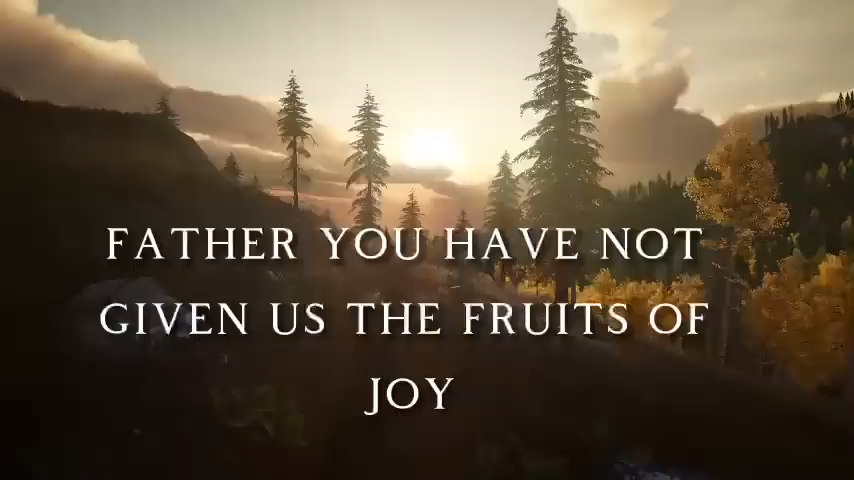 FATHER YOU HAVE NOT
GIVEN US THE FRUITS OF
JOY